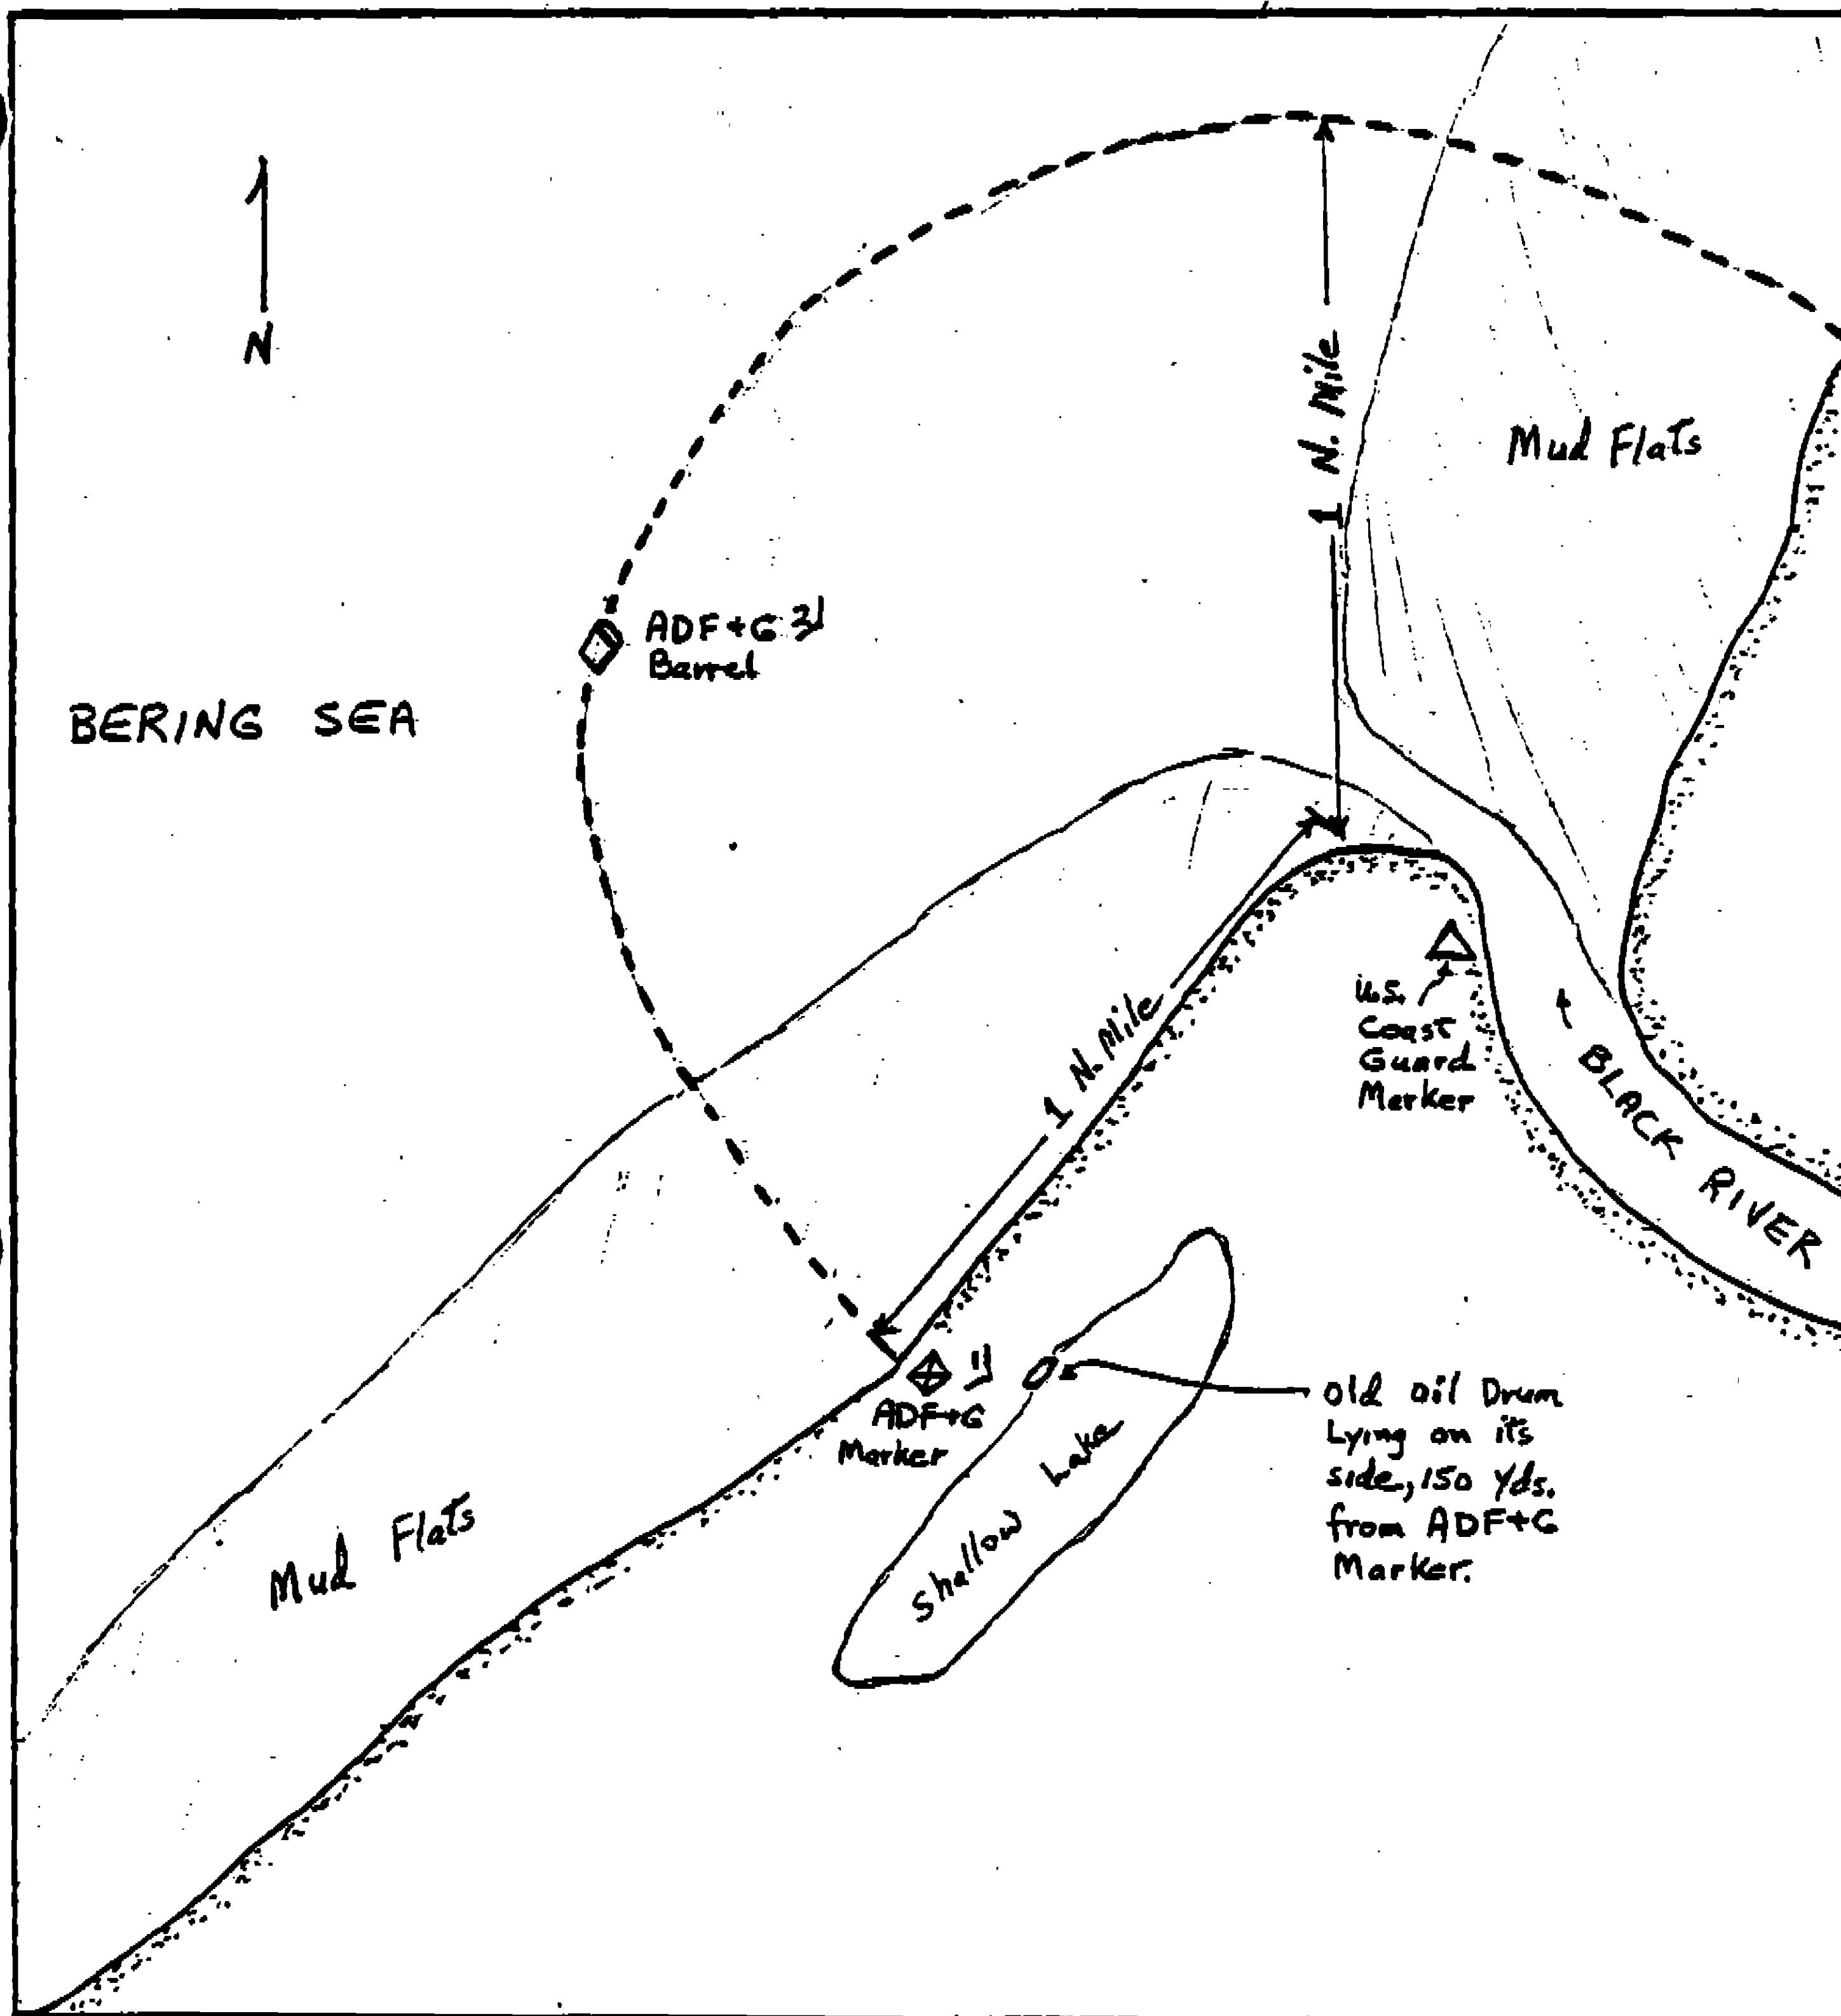 N
1 N. Mile
Mud Flats
ADF+G 3/
Barrel
BERING SEA
1 N. Mile
U.S.
Coast
Guard
Marker
BLACK RIVER
ADF+G 1/
Marker
Old Oil Drum
Lying on its
side, 150 Yds.
from ADF+G
Marker.
Shallow Lake
Mud Flats